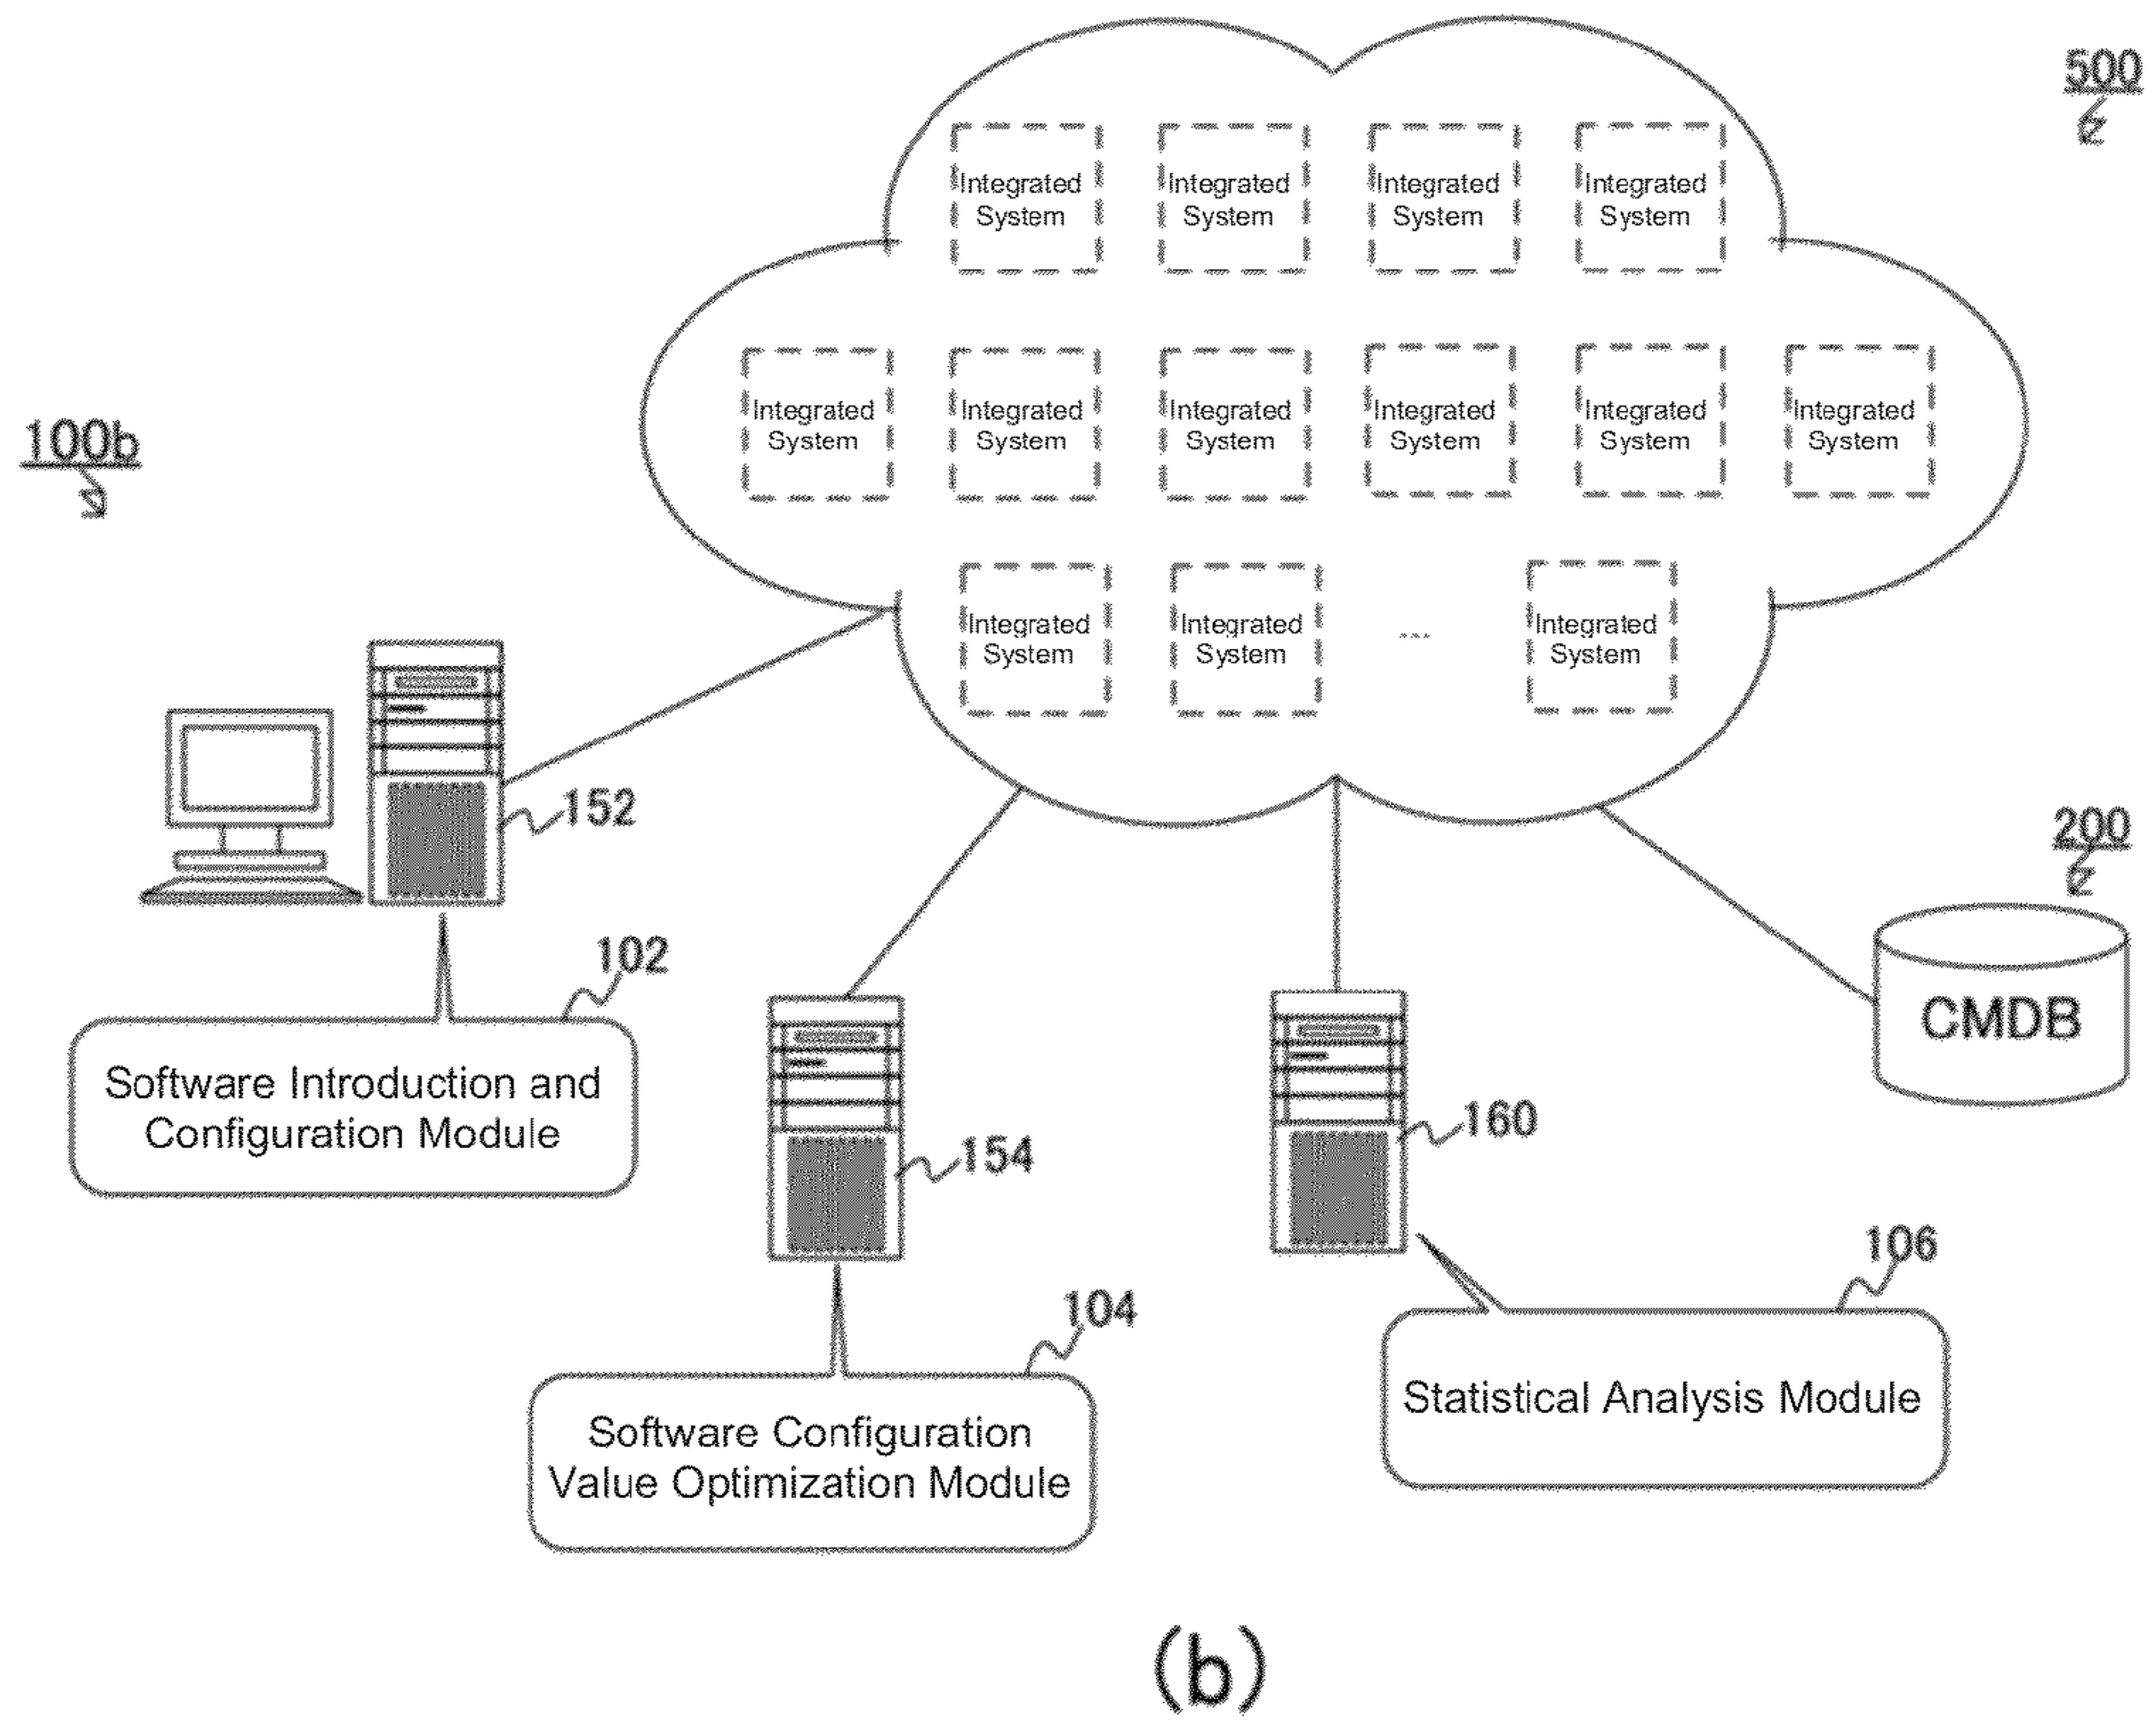 500
Integrated
System
Integrated
System
Integrated
System
Integrated
System
100b
Integrated
System
Integrated
System
Integrated
System
Integrated
System
Integrated
System
Integrated
System
Integrated
System
Integrated
System
...
Integrated
System
152
200
CMDB
102
Software Introduction and
Configuration Module
154
160
104
Software Configuration
Value Optimization Module
106
Statistical Analysis Module
(b)